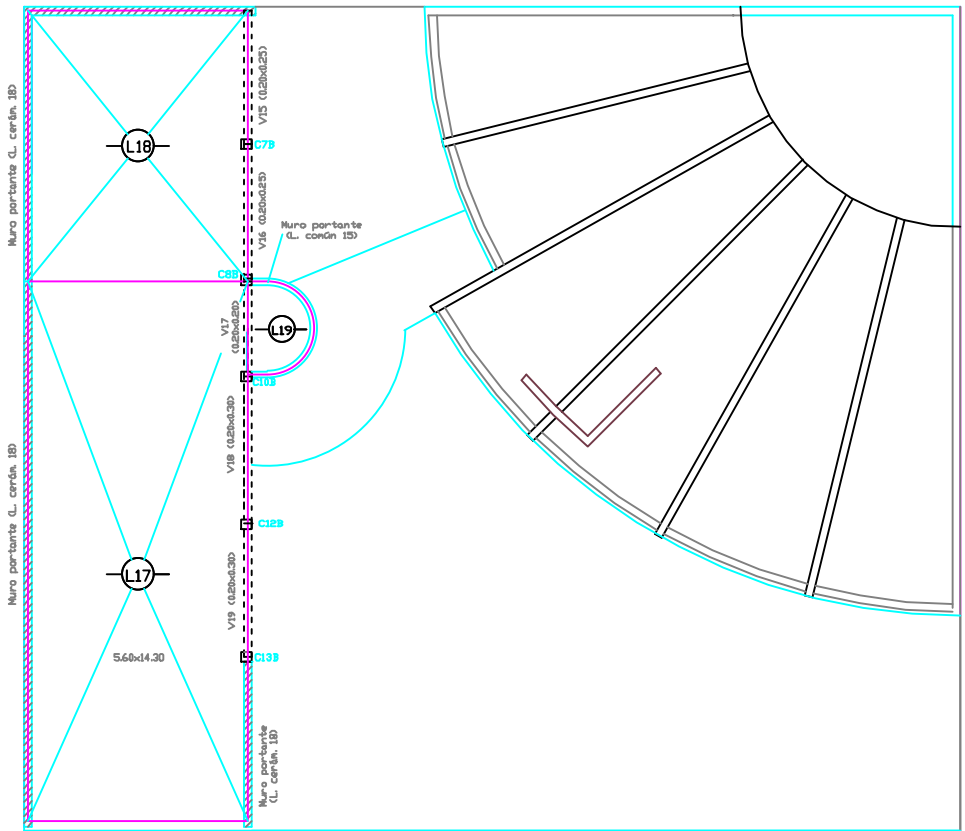 Muro portante (L. cerám. 18)
L18
V15 (0.20x0.25)
C7B
V16 (0.20x0.25)
Muro portante
(L. común 15)
C8B
V17
(0.20x0.20)
L19
C10B
V18 (0.20x0.30)
Muro portante (L. cerám. 18)
C12B
L17
V19 (0.20x0.30)
5.60x14.30
C13B
Muro portante
(L. cerám. 18)